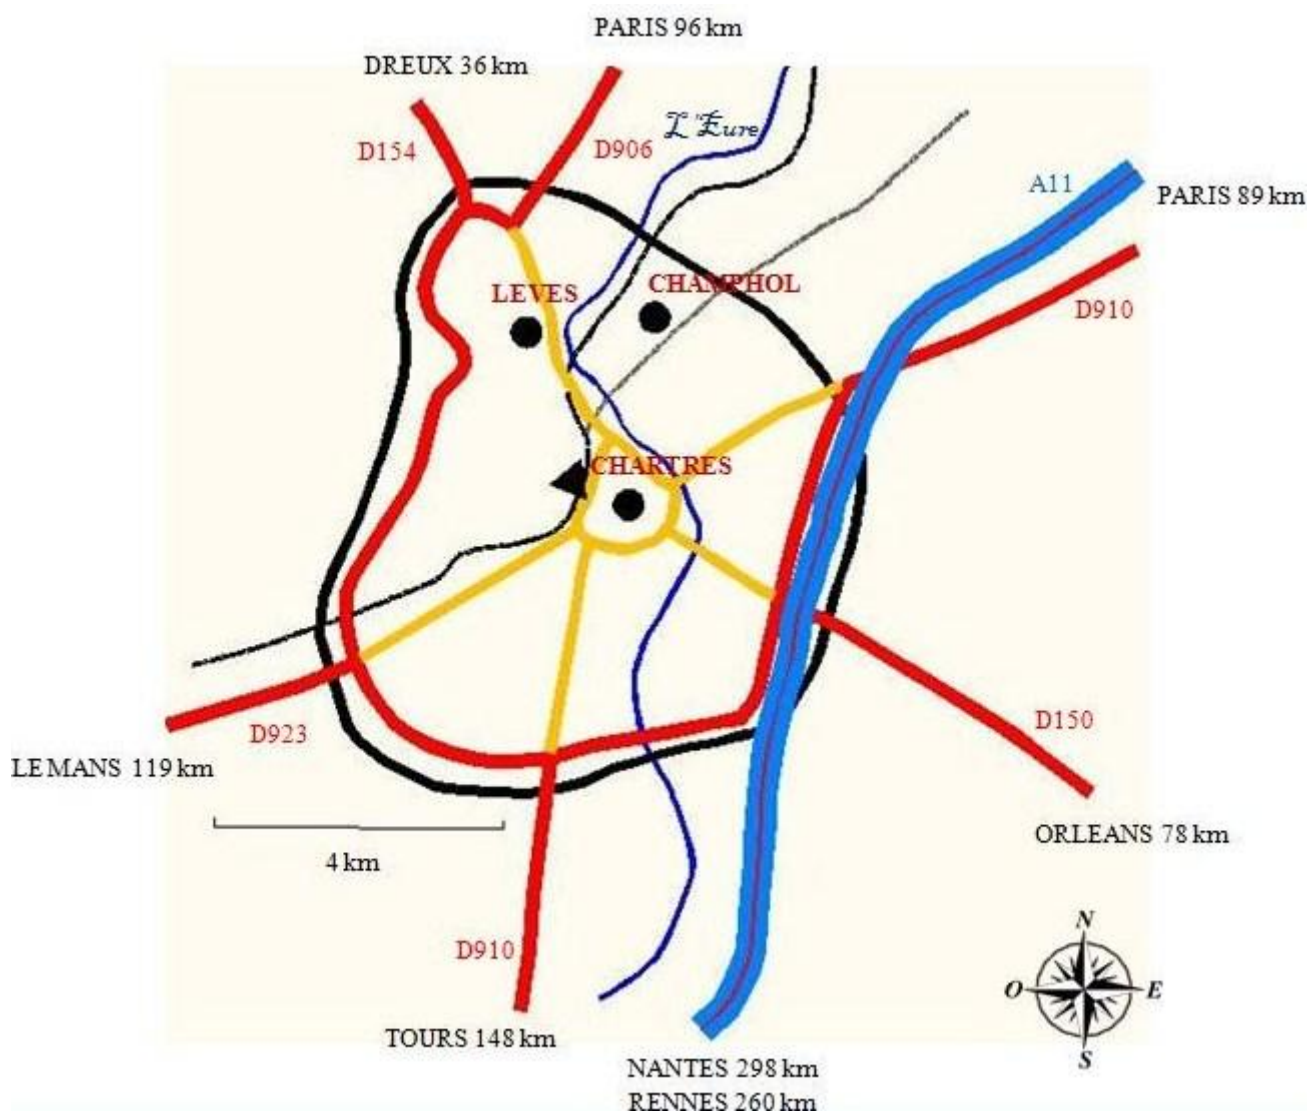 PARIS 96 km
DREUX 36 km
L'Eure
D154
D906
A11
PARIS 89 km
LEVES
CHAMPHOL
D910
CHARTRES
D150
D923
LE MANS 119 km
4 km
ORLEANS 78 km
D910
N
O
E
S
TOURS 148 km
NANTES 298 km
RENNES 260 km